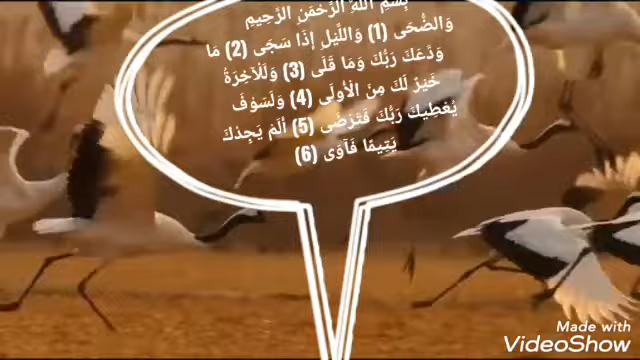 بِسْمِ اللَّهِ الرَّحْمَنِ الرَّحِيمِ
وَالضُّحَى (1) وَاللَّيْلِ إِذَا سَجَى (2) مَا
وَدَّعَكَ رَبُّكَ وَمَا قَلَى (3) وَلَلْآخِرَةُ
خَيْرٌ لَكَ مِنَ الْأُولَى (4) وَلَسَوْفَ
يُعْطِيكَ رَبُّكَ فَتَرْضَى (5) أَلَمْ يَجِدْكَ
يَتِيمًا فَآوَى (6)
Made with
VideoShow